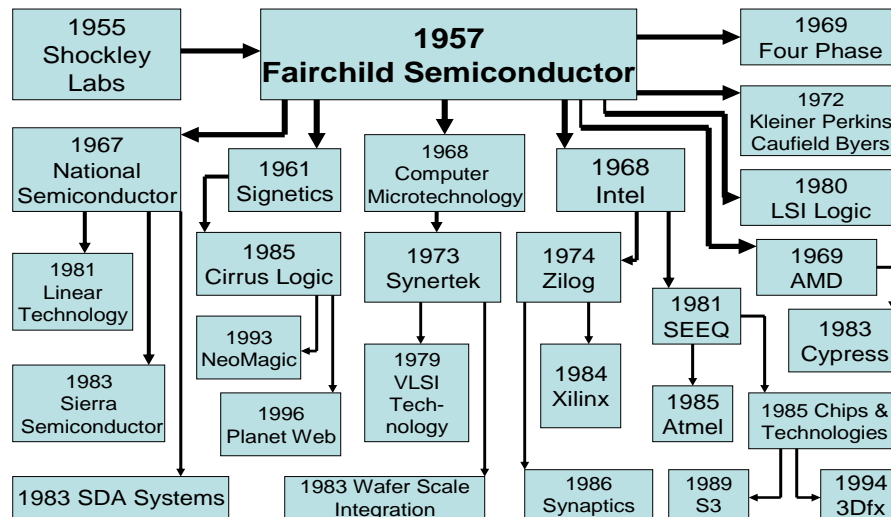 1955
Shockley
Labs
1957
Fairchild Semiconductor
1969
Four Phase
1972
Kleiner Perkins
Caufield Byers
1967
National
Semiconductor
1961
Signetics
1968
Computer
Microtechnology
1968
Intel
1980
LSI Logic
1981
Linear
Technology
1985
Cirrus Logic
1973
Synertek
1974
Zilog
1969
AMD
1981
SEEQ
1993
NeoMagic
1979
VLSI
Tech-
nology
1984
Xilinx
1983
Cypress
1983
Sierra
Semiconductor
1996
Planet Web
1985
Atmel
1985 Chips &
Technologies
1983 SDA Systems
1983 Wafer Scale
Integration
1986
Synaptics
1989
S3
1994
3Dfx